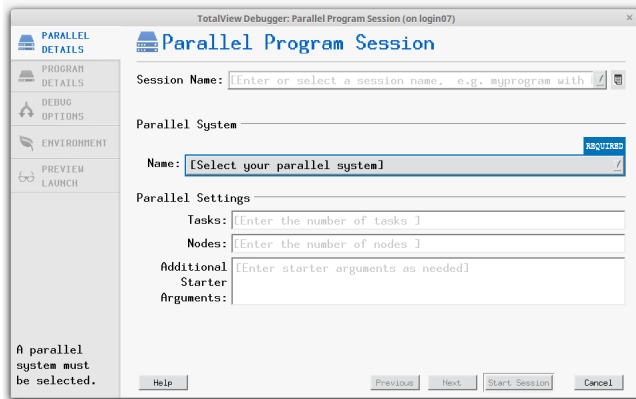 TotalView Debugger: Parallel Program Session (on login07)
PARALLEL
DETAILS
PROGRAM
DETAILS
DEBUG
OPTIONS
ENVIRONMENT
PREVIEW
LAUNCH
A parallel
system must
be selected.
Parallel Program Session
Session Name: [Enter or select a session name,  e.g. myprogram with
Parallel System
REQUIRED
Name: [Select your parallel system]
Parallel Settings
Tasks: [Enter the number of tasks ]
Nodes: [Enter the number of nodes ]
Additional [Enter starter arguments as needed]
Starter
Arguments:
Help Previous Next Start Session Cancel